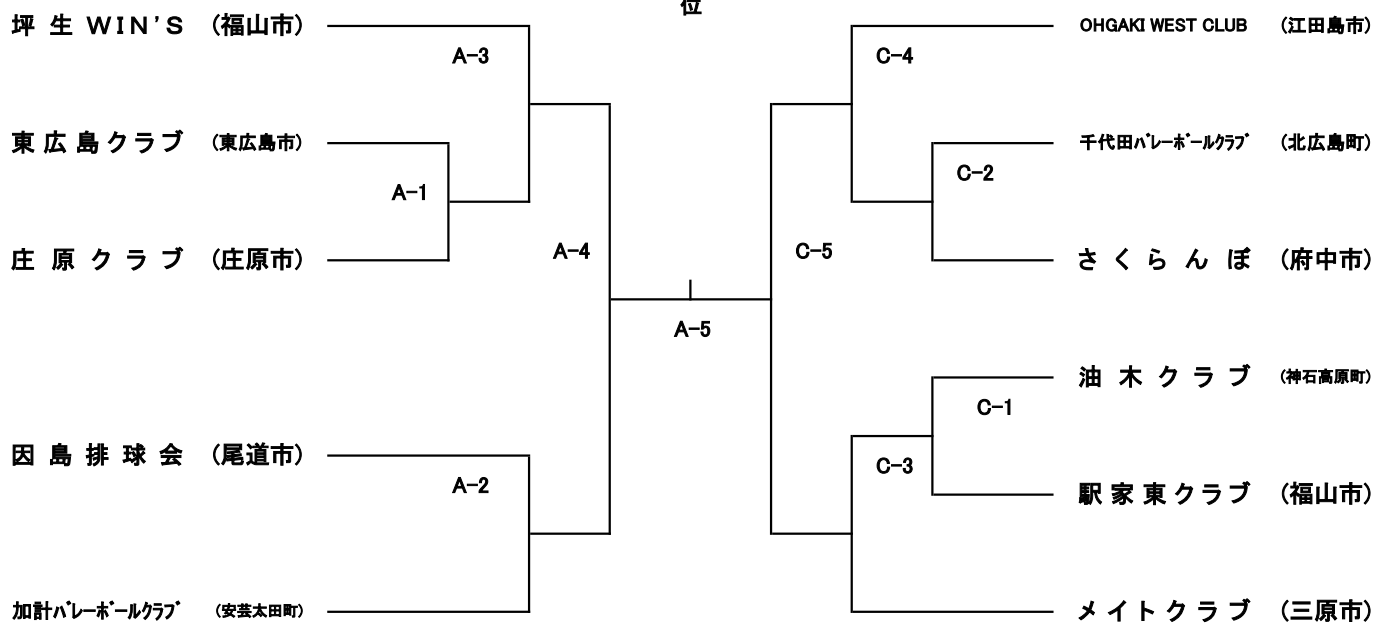 位
坪生WIN'S (福山市)
A-3
東広島クラブ (東広島市)
A-1
庄原クラブ (庄原市)
A-4
因島排球会 (尾道市)
A-2
加計ﾊﾞﾚｰﾎﾞｰﾙｸﾗﾌﾞ (安芸太田町)
A-5
OHGAKI WEST CLUB (江田島市)
C-4
千代田ﾊﾞﾚｰﾎﾞｰﾙｸﾗﾌﾞ (北広島町)
C-2
さくらんぼ (府中市)
C-5
油木クラブ (神石高原町)
C-1
C-3
駅家東クラブ (福山市)
メイトクラブ (三原市)